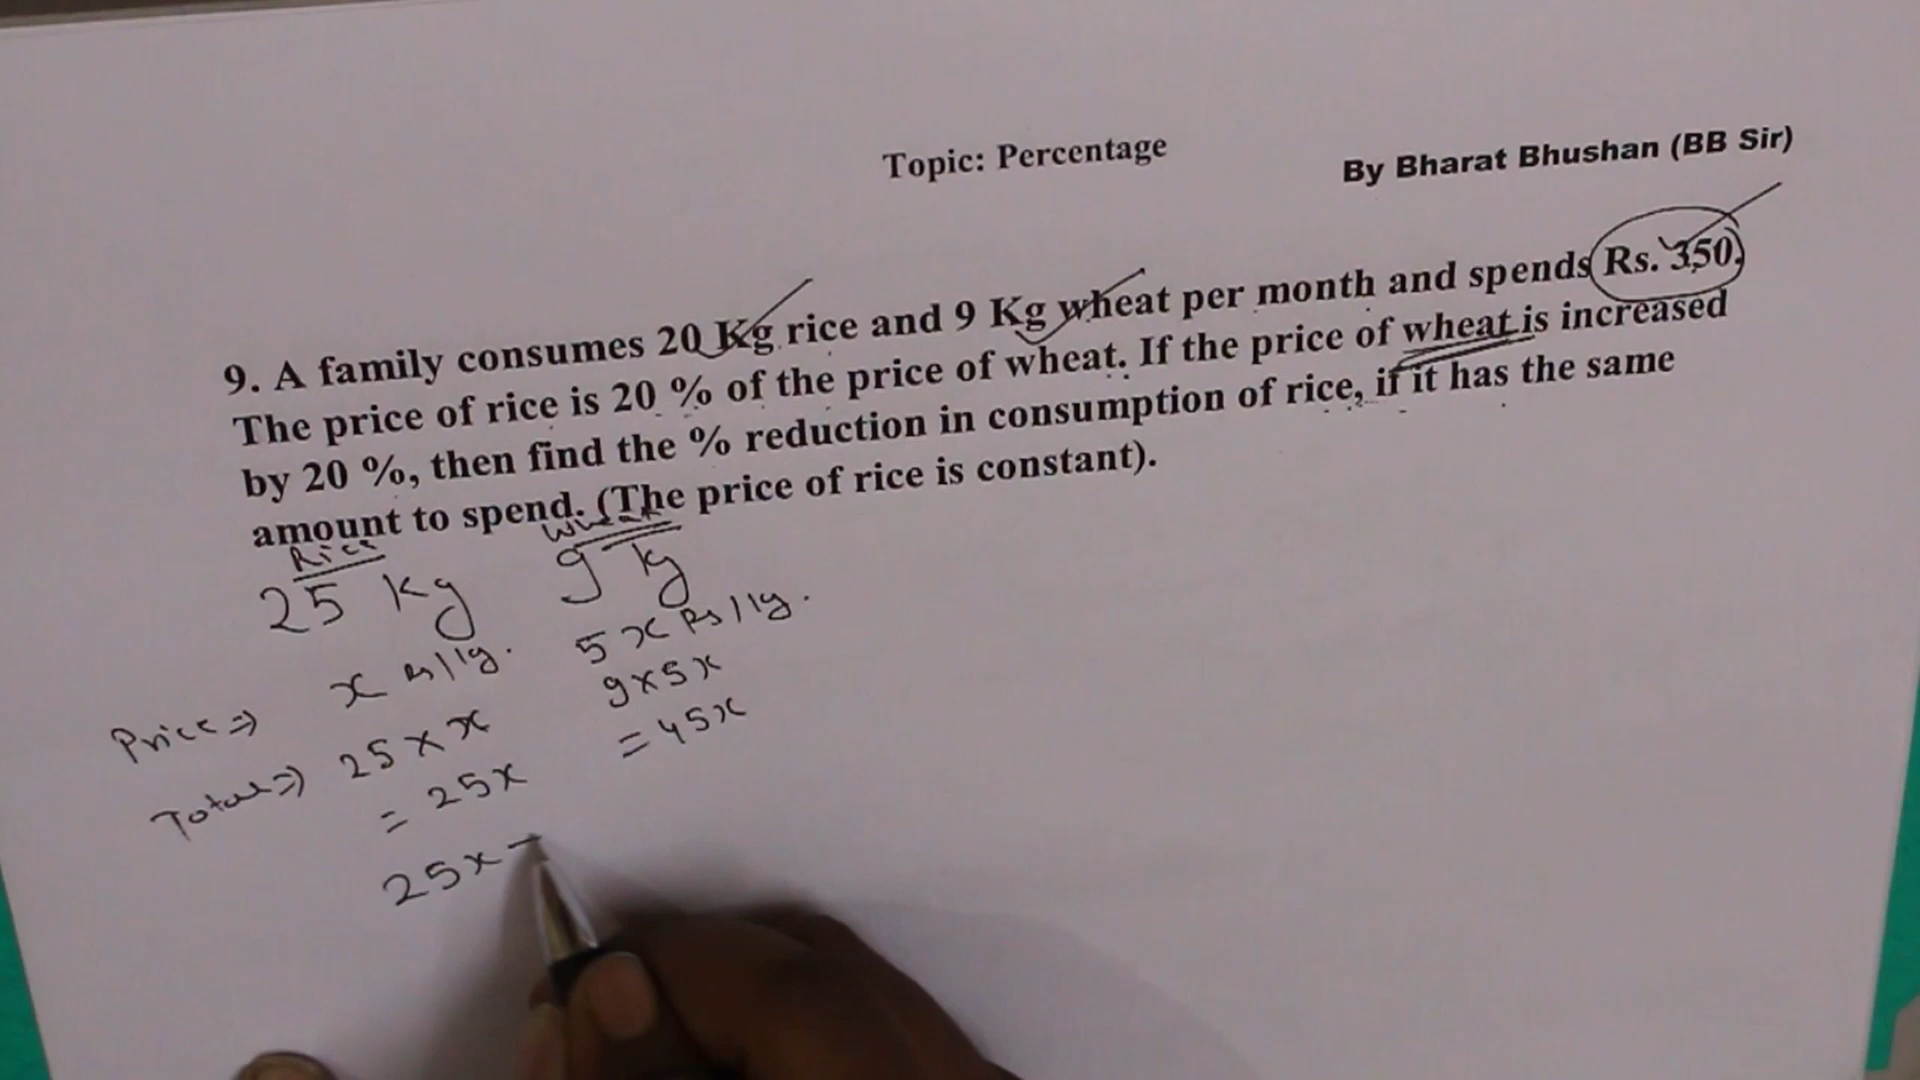 Topic: Percentage
By Bharat Bhushan (BB Sir)
9. A family consumes 20 Kg rice and 9 Kg wheat per month and spends Rs. 350.
The price of rice is 20 % of the price of wheat. If the price of wheat is increased
by 20 %, then find the % reduction in consumption of rice, if it has the same
amount to spend. (The price of rice is constant).
Rice Wheat
25 kg 9 kg
Price ⇒ x Rs/kg. 5x Rs/kg.
Total ⇒ 25 × x 9×5x
= 25x = 45x
25x